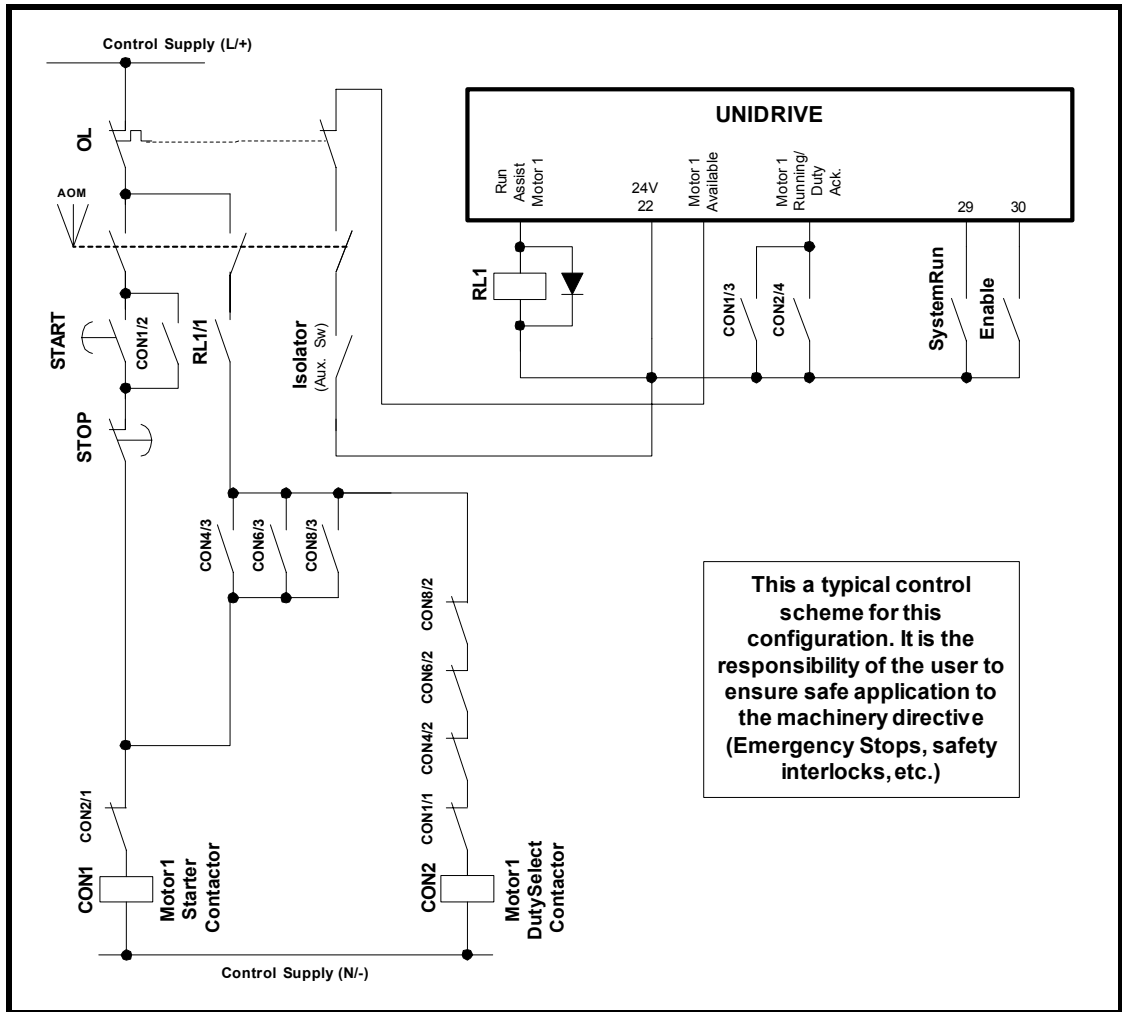 Control Supply (L/+)
OL
AOM
START
CON1/2
RL1/1
STOP
Isolator
(Aux. Sw)
UNIDRIVE
Run
Assist
Motor 1
24V
22
Motor 1
Available
Motor 1
Running/
Duty
Ack.
29
30
RL1
CON1/3
CON2/4
SystemRun
Enable
CON4/3
CON6/3
CON8/3
CON8/2
CON6/2
CON4/2
CON1/1
CON2/1
CON1
Motor1
Starter
Contactor
CON2
Motor1
DutySelect
Contactor
Control Supply (N/-)
This a typical control
scheme for this
configuration. It is the
responsibility of the user to
ensure safe application to
the machinery directive
(Emergency Stops, safety
interlocks, etc.)